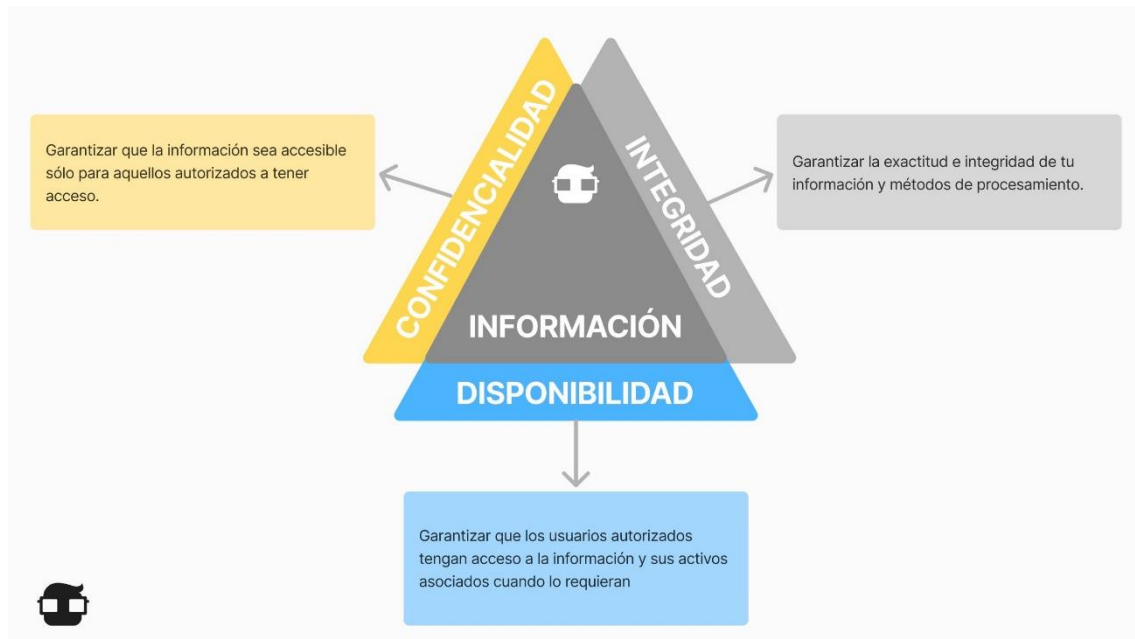 Garantizar que la información sea accesible
sólo para aquellos autorizados a tener
acceso.
CONFIDENCIALIDAD
INTEGRIDAD
Garantizar la exactitud e integridad de tu
información y métodos de procesamiento.
INFORMACIÓN
DISPONIBILIDAD
Garantizar que los usuarios autorizados
tengan acceso a la información y sus activos
asociados cuando lo requieran